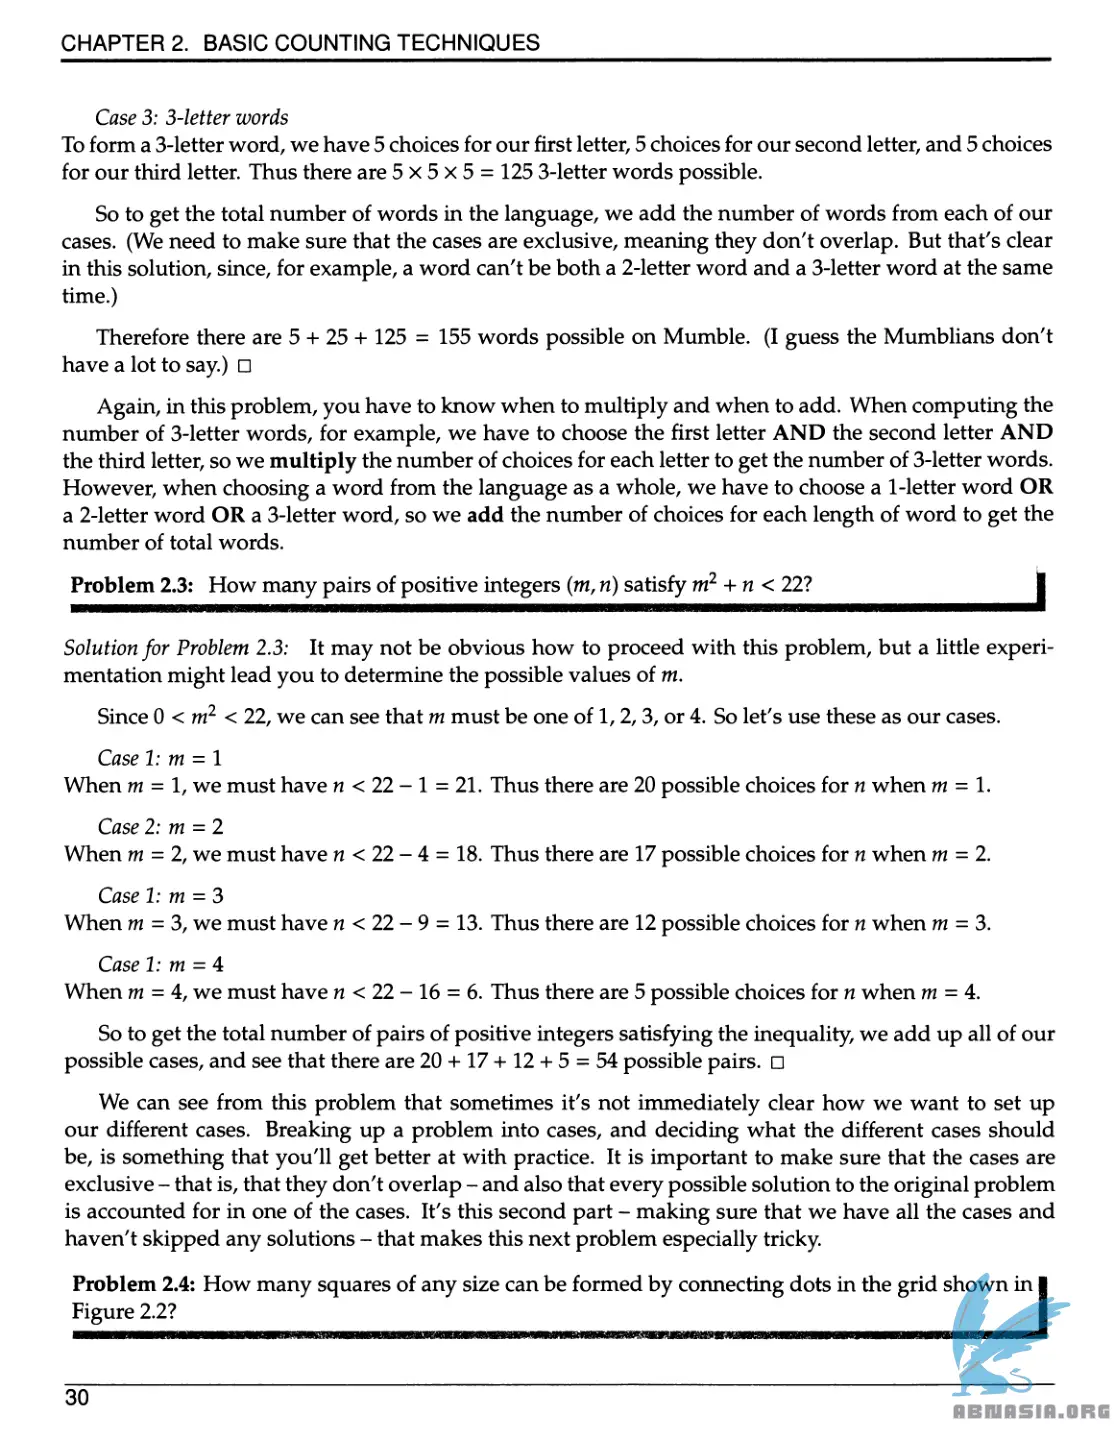 CHAPTER 2. BASIC COUNTING TECHNIQUES
Case 3: 3-letter words
To form a 3-letter word, we have 5 choices for our first letter, 5 choices for our second letter, and 5 choices
for our third letter. Thus there are 5 × 5 × 5 = 125 3-letter words possible.
So to get the total number of words in the language, we add the number of words from each of our
cases. (We need to make sure that the cases are exclusive, meaning they don't overlap. But that's clear
in this solution, since, for example, a word can't be both a 2-letter word and a 3-letter word at the same
time.)
Therefore there are 5 + 25 + 125 = 155 words possible on Mumble. (I guess the Mumblians don't
have a lot to say.) □
Again, in this problem, you have to know when to multiply and when to add. When computing the
number of 3-letter words, for example, we have to choose the first letter AND the second letter AND
the third letter, so we multiply the number of choices for each letter to get the number of 3-letter words.
However, when choosing a word from the language as a whole, we have to choose a 1-letter word OR
a 2-letter word OR a 3-letter word, so we add the number of choices for each length of word to get the
number of total words.
Problem 2.3: How many pairs of positive integers (m, n) satisfy m² + n < 22?
Solution for Problem 2.3: It may not be obvious how to proceed with this problem, but a little experi-
mentation might lead you to determine the possible values of m.
Since 0 < m² < 22, we can see that m must be one of 1, 2, 3, or 4. So let's use these as our cases.
Case 1: m = 1
When m = 1, we must have n < 22 – 1 = 21. Thus there are 20 possible choices for n when m = 1.
Case 2: m = 2
When m = 2, we must have n < 22 – 4 = 18. Thus there are 17 possible choices for n when m = 2.
Case 1: m = 3
When m = 3, we must have n < 22 – 9 = 13. Thus there are 12 possible choices for n when m = 3.
Case 1: m = 4
When m = 4, we must have n < 22 – 16 = 6. Thus there are 5 possible choices for n when m = 4.
So to get the total number of pairs of positive integers satisfying the inequality, we add up all of our
possible cases, and see that there are 20 + 17 + 12 + 5 = 54 possible pairs. □
We can see from this problem that sometimes it's not immediately clear how we want to set up
our different cases. Breaking up a problem into cases, and deciding what the different cases should
be, is something that you'll get better at with practice. It is important to make sure that the cases are
exclusive – that is, that they don't overlap – and also that every possible solution to the original problem
is accounted for in one of the cases. It's this second part – making sure that we have all the cases and
haven't skipped any solutions – that makes this next problem especially tricky.
Problem 2.4: How many squares of any size can be formed by connecting dots in the grid shown in
Figure 2.2?
30
ABNASIA.ORG